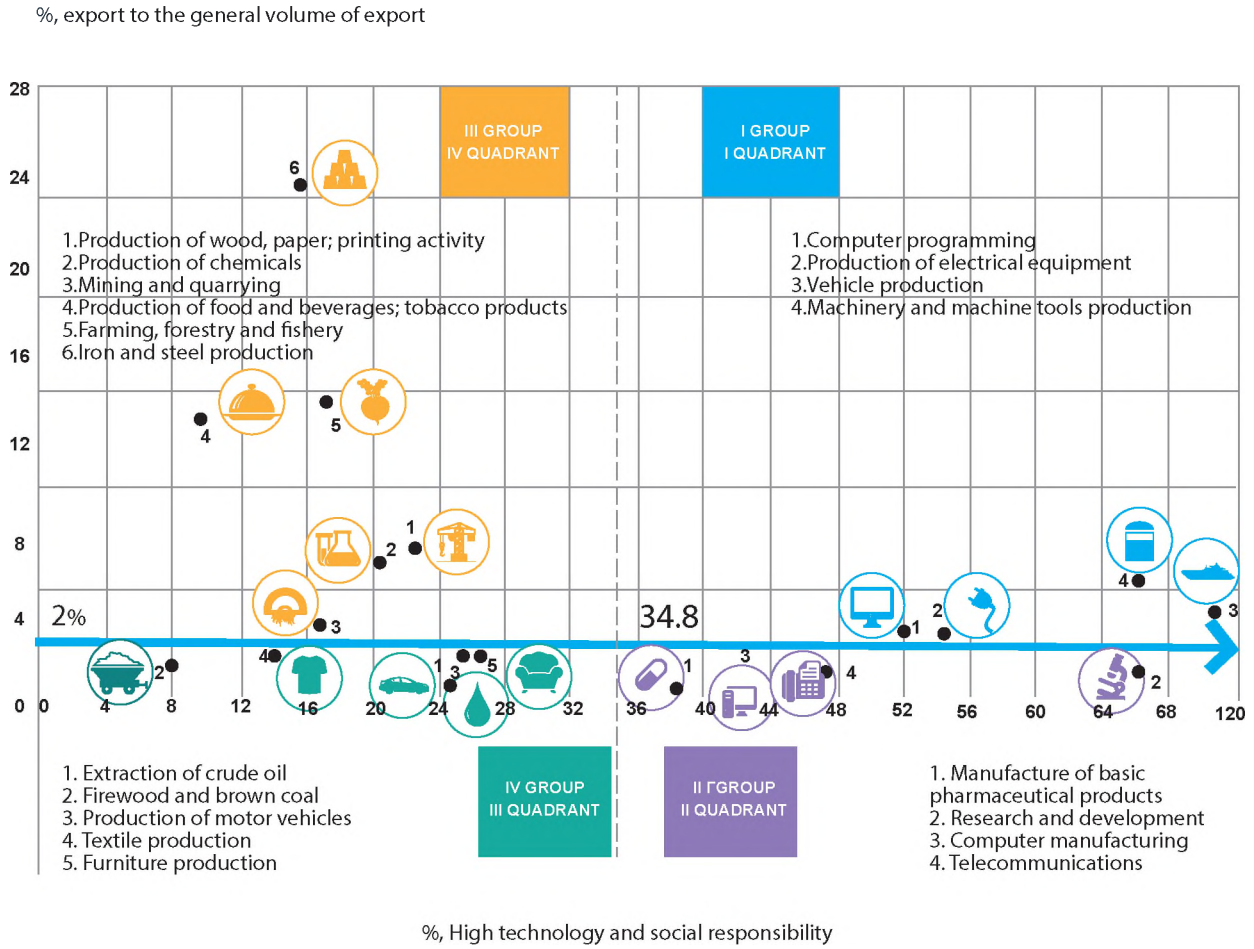 %, export to the general volume of export
28
III GROUP
IV QUADRANT
I GROUP
I QUADRANT
24
6
1.Production of wood, paper; printing activity
2.Production of chemicals
3.Mining and quarrying
4.Production of food and beverages; tobacco products
5.Farming, forestry and fishery
6.Iron and steel production
1.Computer programming
2.Production of electrical equipment
3.Vehicle production
4.Machinery and machine tools production
20
16
12
4
5
8
1
2
4
3
4
2%
3
34.8
1
2
3
2
4
1
3
5
1
3
4
2
0 0 4 8 12 16 20 24 28 32 36 40 44 48 52 56 60 64 68 120
1. Extraction of crude oil
2. Firewood and brown coal
3. Production of motor vehicles
4. Textile production
5. Furniture production
IV GROUP
III QUADRANT
II ГGROUP
II QUADRANT
1. Manufacture of basic
pharmaceutical products
2. Research and development
3. Computer manufacturing
4. Telecommunications
%, High technology and social responsibility